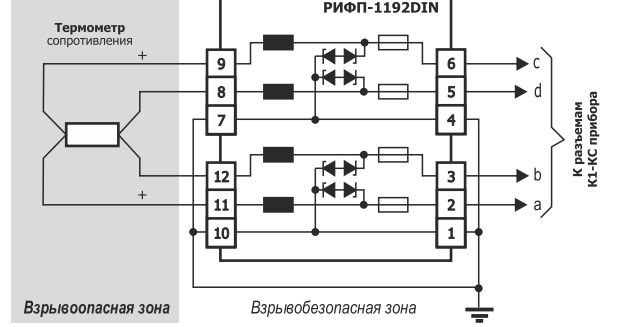 РИФП-1192DIN
Термометр
сопротивления
+
9
6
c
8
5
d
7
4
12
3
b
+
11
2
a
10
1
К разъемам
К1-КС прибора
Взрывоопасная зона
Взрывобезопасная зона